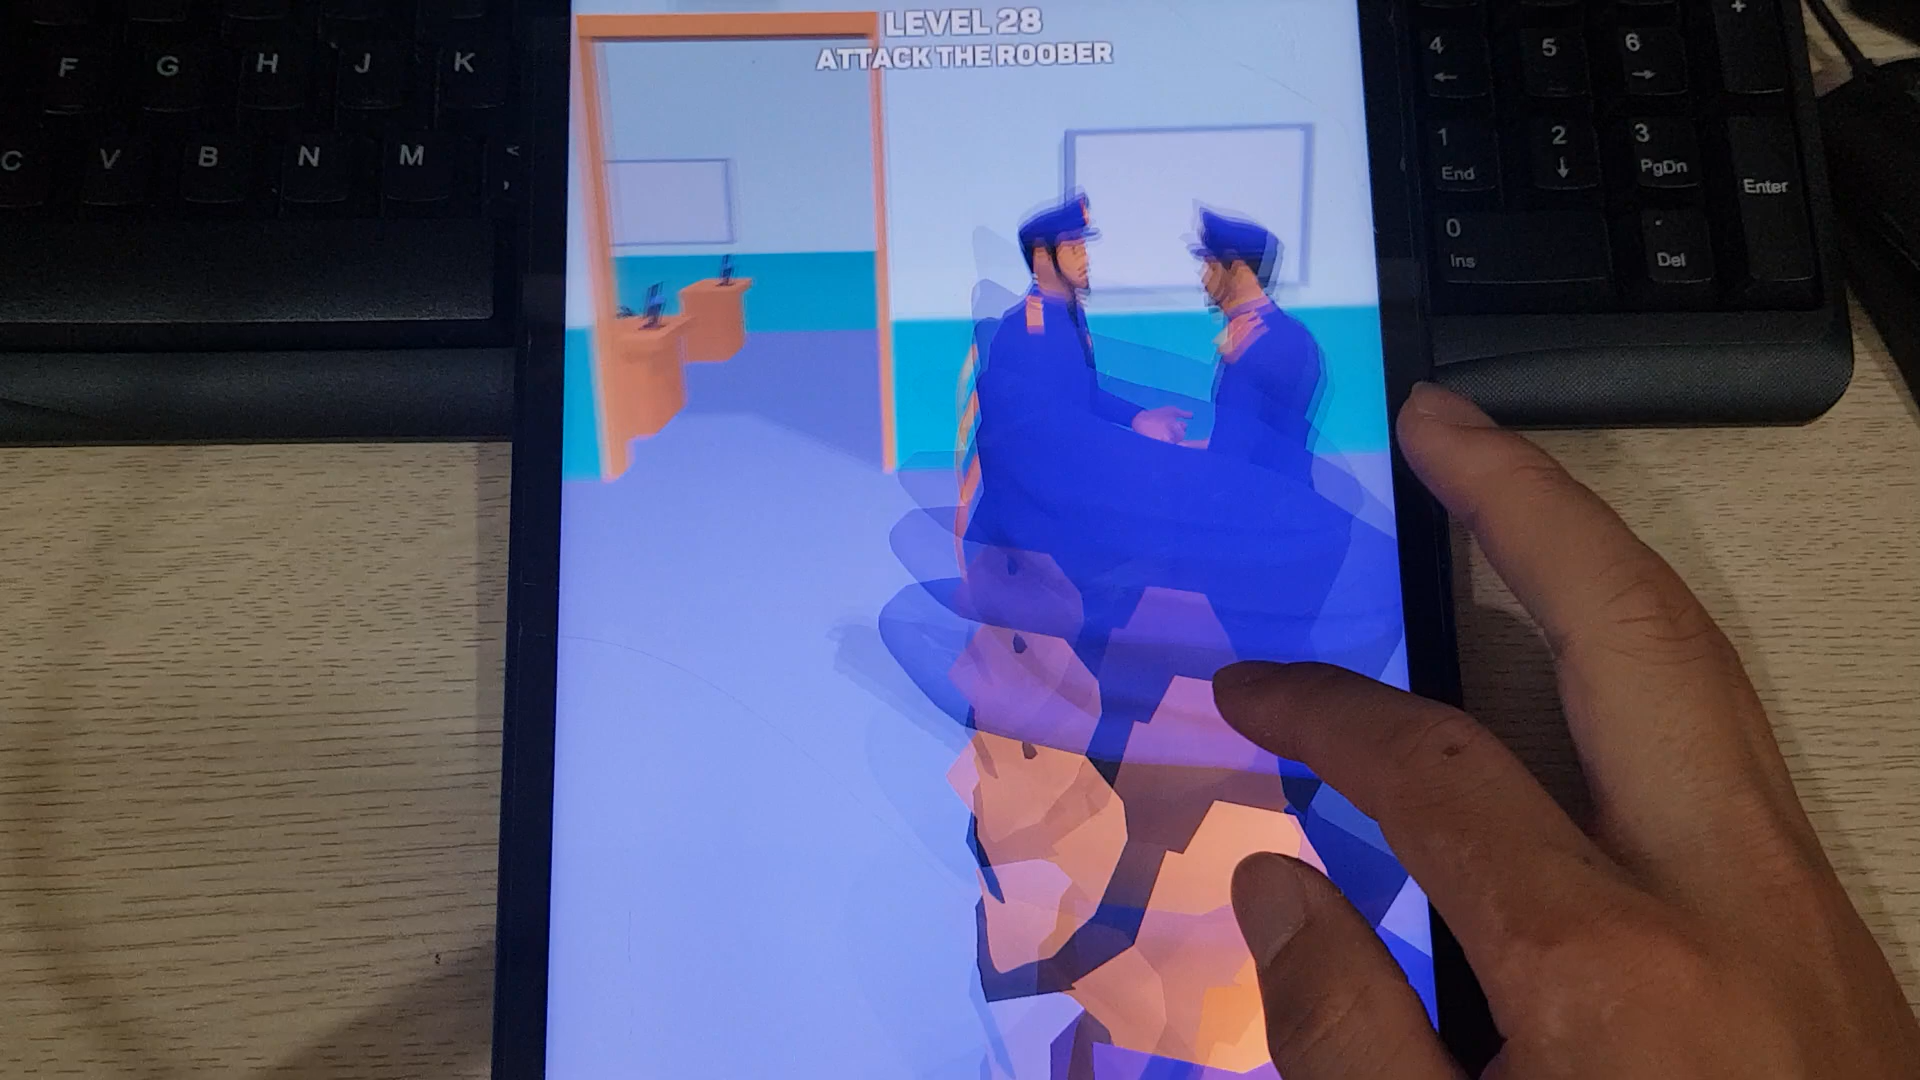 LEVEL 28
ATTACK THE ROOBER
F G H J K
C V B N M <
,
4 5 6 +
← →
1 2 3
End ↓ PgDn Enter
0 .
Ins Del